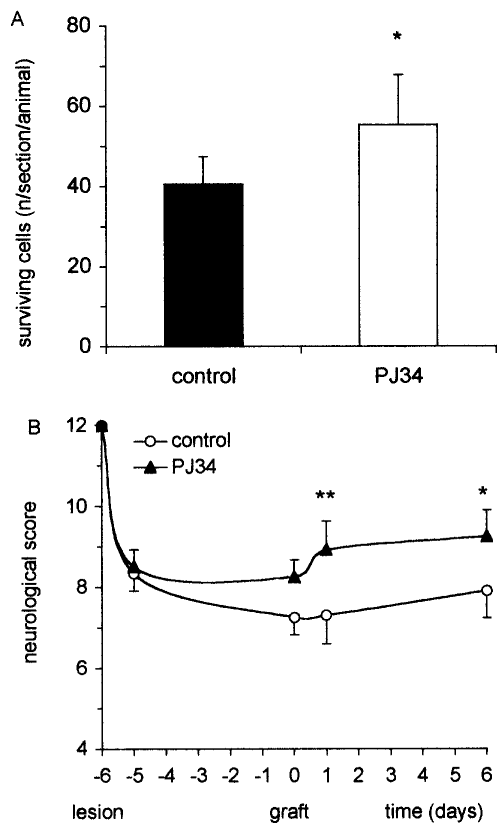 A
80
*
60
40
20
0
surviving cells (n/section/animal)
control
PJ34
B
12
control
PJ34
**
*
10
8
6
4
neurological score
-6 -5 -4 -3 -2 -1 0 1 2 3 4 5 6
lesion graft time (days)